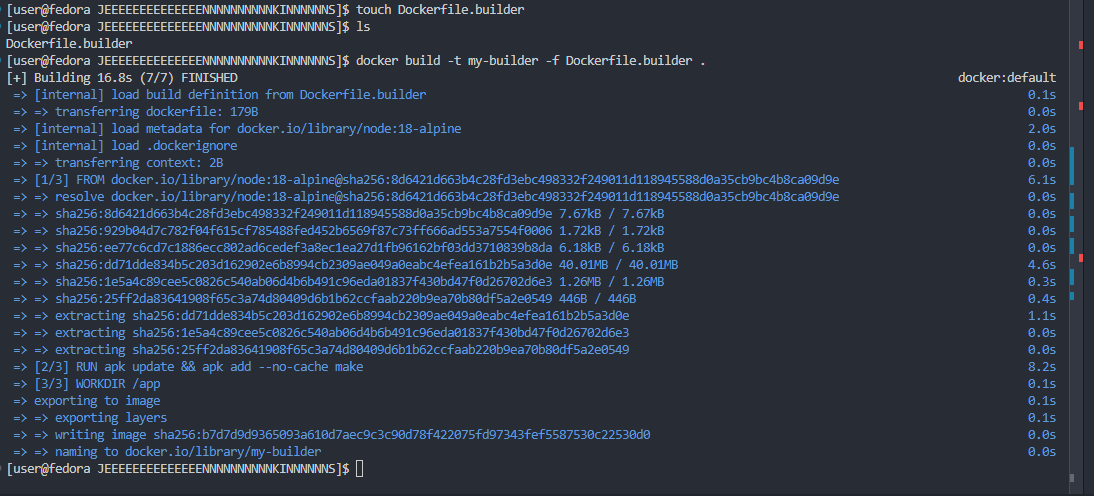 [user@fedora JEEEEEEEEEEEEEENNNNNNNNNNKINNNNNNS]$ touch Dockerfile.builder
[user@fedora JEEEEEEEEEEEEEENNNNNNNNNNKINNNNNNS]$ ls
Dockerfile.builder
[user@fedora JEEEEEEEEEEEEEENNNNNNNNNNKINNNNNNS]$ docker build -t my-builder -f Dockerfile.builder .
[+] Building 16.8s (7/7) FINISHED docker:default
=> [internal] load build definition from Dockerfile.builder 0.1s
=> => transferring dockerfile: 179B 0.0s
=> [internal] load metadata for docker.io/library/node:18-alpine 2.0s
=> [internal] load .dockerignore 0.0s
=> => transferring context: 2B 0.0s
=> [1/3] FROM docker.io/library/node:18-alpine@sha256:8d6421d663b4c28fd3ebc498332f249011d118945588d0a35cb9bc4b8ca09d9e 6.1s
=> => resolve docker.io/library/node:18-alpine@sha256:8d6421d663b4c28fd3ebc498332f249011d118945588d0a35cb9bc4b8ca09d9e 0.0s
=> => sha256:8d6421d663b4c28fd3ebc498332f249011d118945588d0a35cb9bc4b8ca09d9e 7.67kB / 7.67kB 0.0s
=> => sha256:929b04d7c782f04f615cf785488fed452b6569f87c73ff666ad553a7554f0006 1.72kB / 1.72kB 0.0s
=> => sha256:ee77c6cd7c1886ecc802ad6cedef3a8ec1ea27d1fb96162bf03dd3710839b8da 6.18kB / 6.18kB 0.0s
=> => sha256:dd71dde834b5c203d162902e6b8994cb2309ae049a0eabc4efea161b2b5a3d0e 40.01MB / 40.01MB 4.6s
=> => sha256:1e5a4c89cee5c0826c540ab06d4b6b491c96eda01837f430bd47f0d26702d6e3 1.26MB / 1.26MB 0.3s
=> => sha256:25ff2da83641908f65c3a74d80409d6b1b62ccfaab220b9ea70b80df5a2e0549 446B / 446B 0.4s
=> => extracting sha256:dd71dde834b5c203d162902e6b8994cb2309ae049a0eabc4efea161b2b5a3d0e 1.1s
=> => extracting sha256:1e5a4c89cee5c0826c540ab06d4b6b491c96eda01837f430bd47f0d26702d6e3 0.0s
=> => extracting sha256:25ff2da83641908f65c3a74d80409d6b1b62ccfaab220b9ea70b80df5a2e0549 0.0s
=> [2/3] RUN apk update && apk add --no-cache make 8.2s
=> [3/3] WORKDIR /app 0.1s
=> exporting to image 0.1s
=> => exporting layers 0.1s
=> => writing image sha256:b7d7d9d9365093a610d7aec9c3c90d78f422075fd97343fef5587530c22530d0 0.0s
=> => naming to docker.io/library/my-builder 0.0s
[user@fedora JEEEEEEEEEEEEEENNNNNNNNNNKINNNNNNS]$